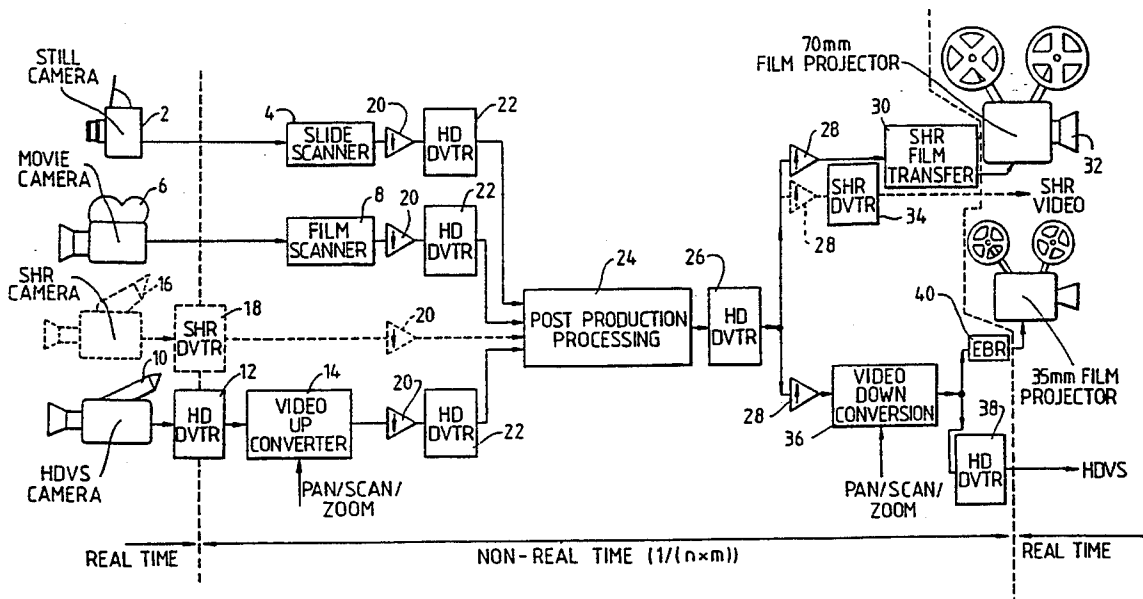 STILL
CAMERA
2
MOVIE
CAMERA
6
SHR
CAMERA
16
18
SHR
DVTR
10
12
HD
DVTR
HDVS
CAMERA
4
SLIDE
SCANNER
20
22
HD
DVTR
8
FILM
SCANNER
20
22
HD
DVTR
20
14
VIDEO
UP
CONVERTER
20
HD
DVTR
22
PAN/SCAN/
ZOOM
24
POST PRODUCTION
PROCESSING
26
HD
DVTR
28
30
SHR
FILM
TRANSFER
70mm
FILM PROJECTOR
32
28
SHR
DVTR
34
SHR
VIDEO
40
EBR
35mm FILM
PROJECTOR
28
VIDEO
DOWN
CONVERSION
36
PAN/SCAN/
ZOOM
38
HD
DVTR
HDVS
REAL TIME
NON-REAL TIME (1/(n×m))
REAL TIME